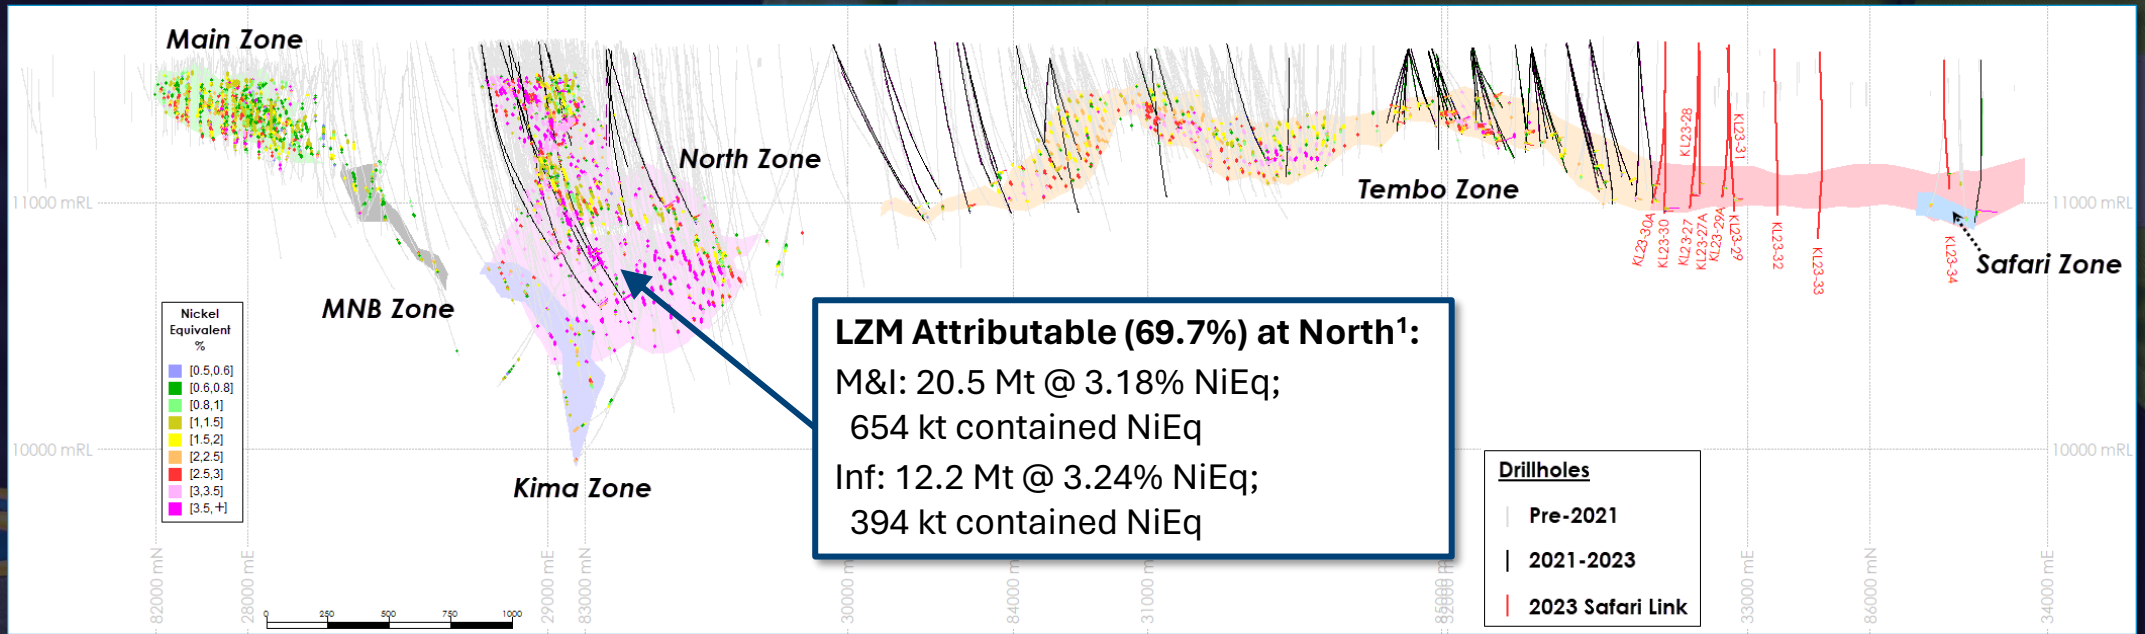 Main Zone
North Zone
Tembo Zone
MNB Zone
Kima Zone
Safari Zone
11000 mRL
11000 mRL
10000 mRL
10000 mRL
KL23-28
KL23-31
KL23-30A
KL23-30
KL23-27
KL23-27A
KL23-29A
KL23-29
KL23-32
KL23-33
KL23-34
Nickel
Equivalent
%
[0.5,0.6]
[0.6,0.8]
[0.8,1]
[1,1.5]
[1.5,2]
[2,2.5]
[2.5,3]
[3,3.5]
[3.5,+]
LZM Attributable (69.7%) at North¹:
M&I: 20.5 Mt @ 3.18% NiEq;
654 kt contained NiEq
Inf: 12.2 Mt @ 3.24% NiEq;
394 kt contained NiEq
Drillholes
Pre-2021
2021-2023
2023 Safari Link
82000 mN
28000 mE
29000 mE
83000 mN
84000 mN
31000 mE
33000 mE
86000 mN
34000 mE
0 250 500 750 1000